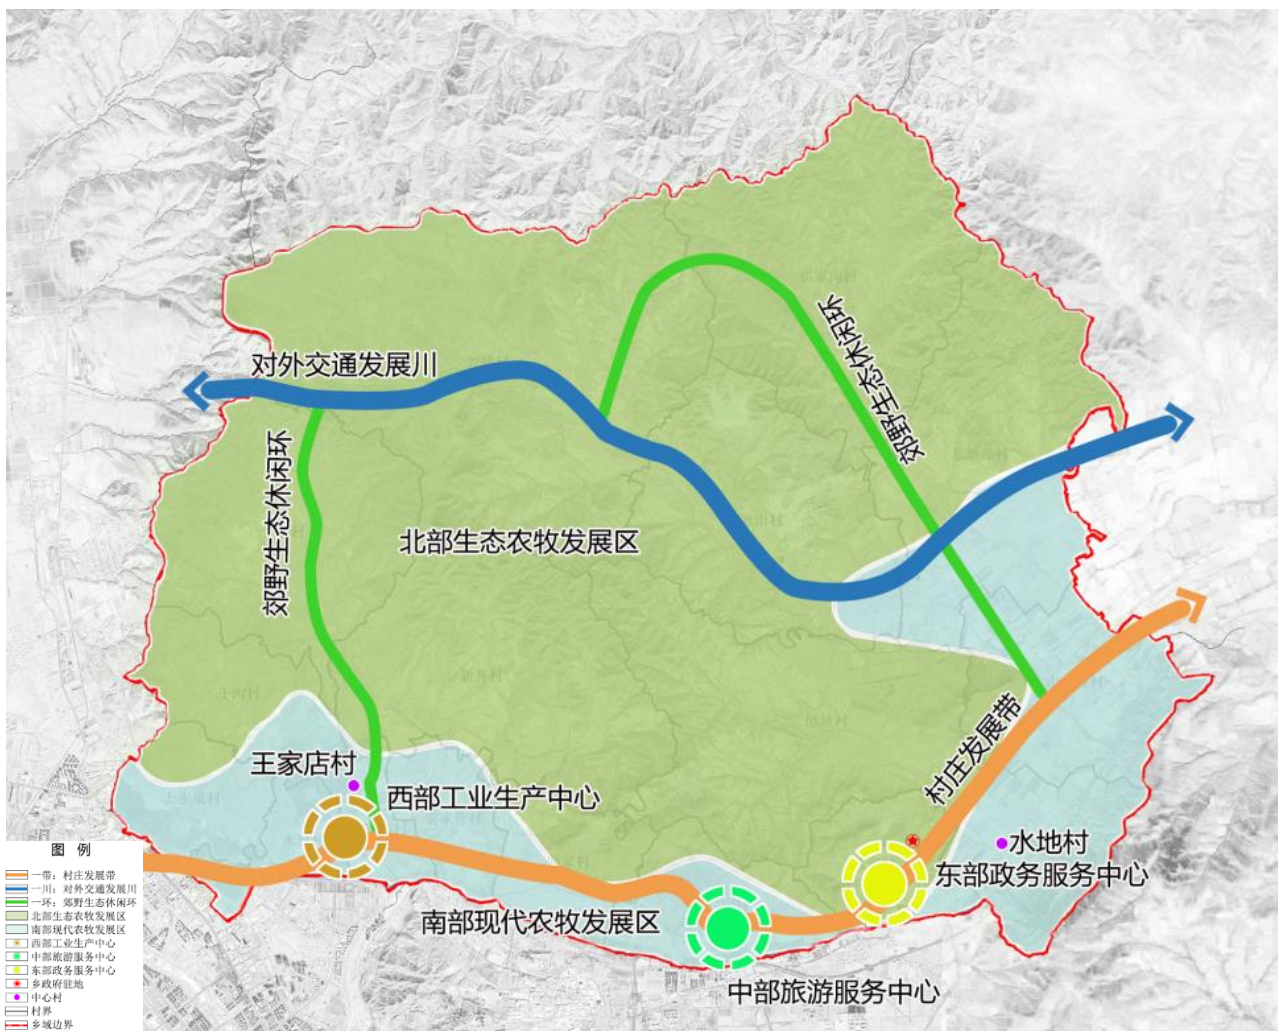 对外交通发展川
郊野生态休闲环
郊野生态休闲环
北部生态农牧发展区
村庄发展带
王家店村
西部工业生产中心
水地村
东部政务服务中心
南部现代农牧发展区
中部旅游服务中心
图 例
一带：村庄发展带
一川：对外交通发展川
一环：郊野生态休闲环
北部生态农牧发展区
南部现代农牧发展区
西部工业生产中心
中部旅游服务中心
东部政务服务中心
乡政府驻地
中心村
村界
乡域边界